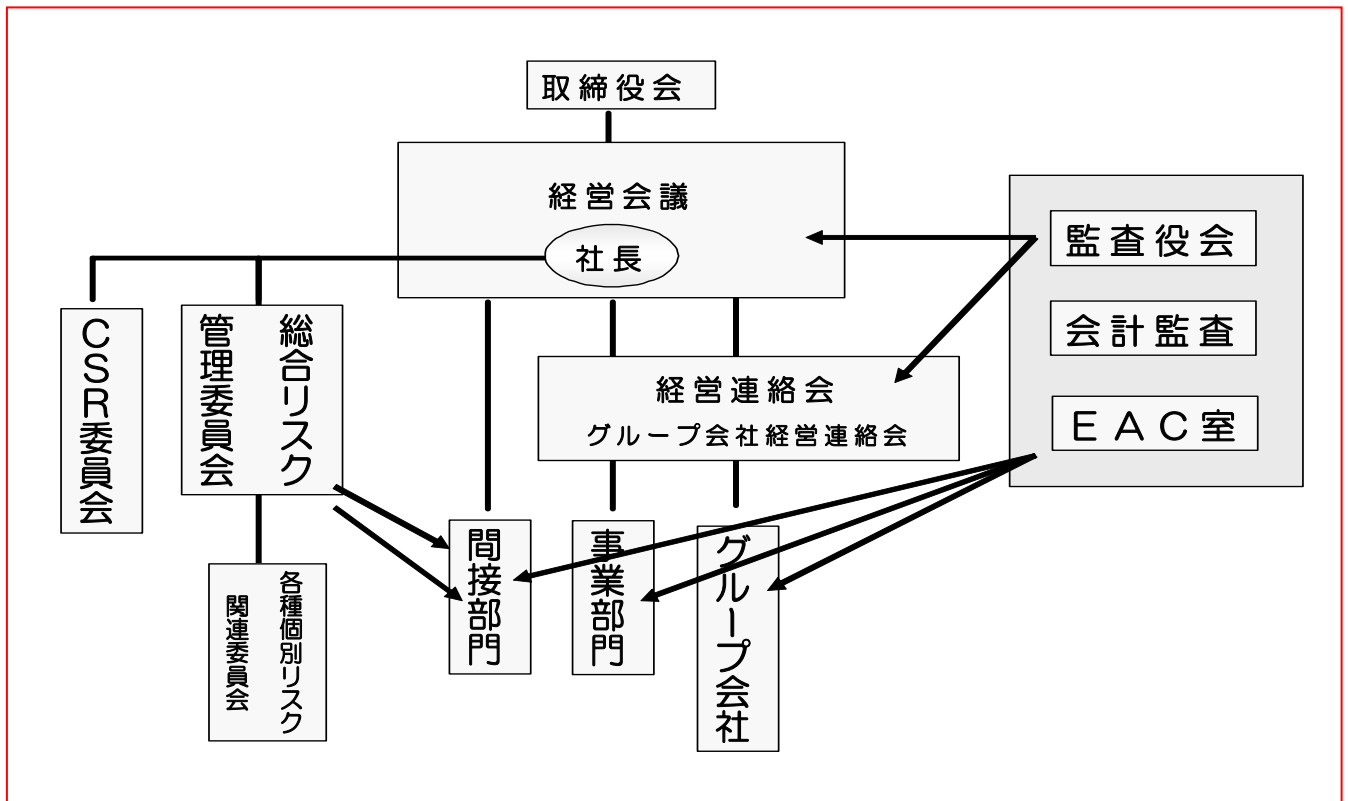 取締役会
経営会議
社長
監査役会
会計監査
ＥＡＣ室
ＣＳＲ委員会
総合リスク
管理委員会
経営連絡会
グループ会社経営連絡会
間接部門
事業部門
グループ会社
各種個別リスク
関連委員会